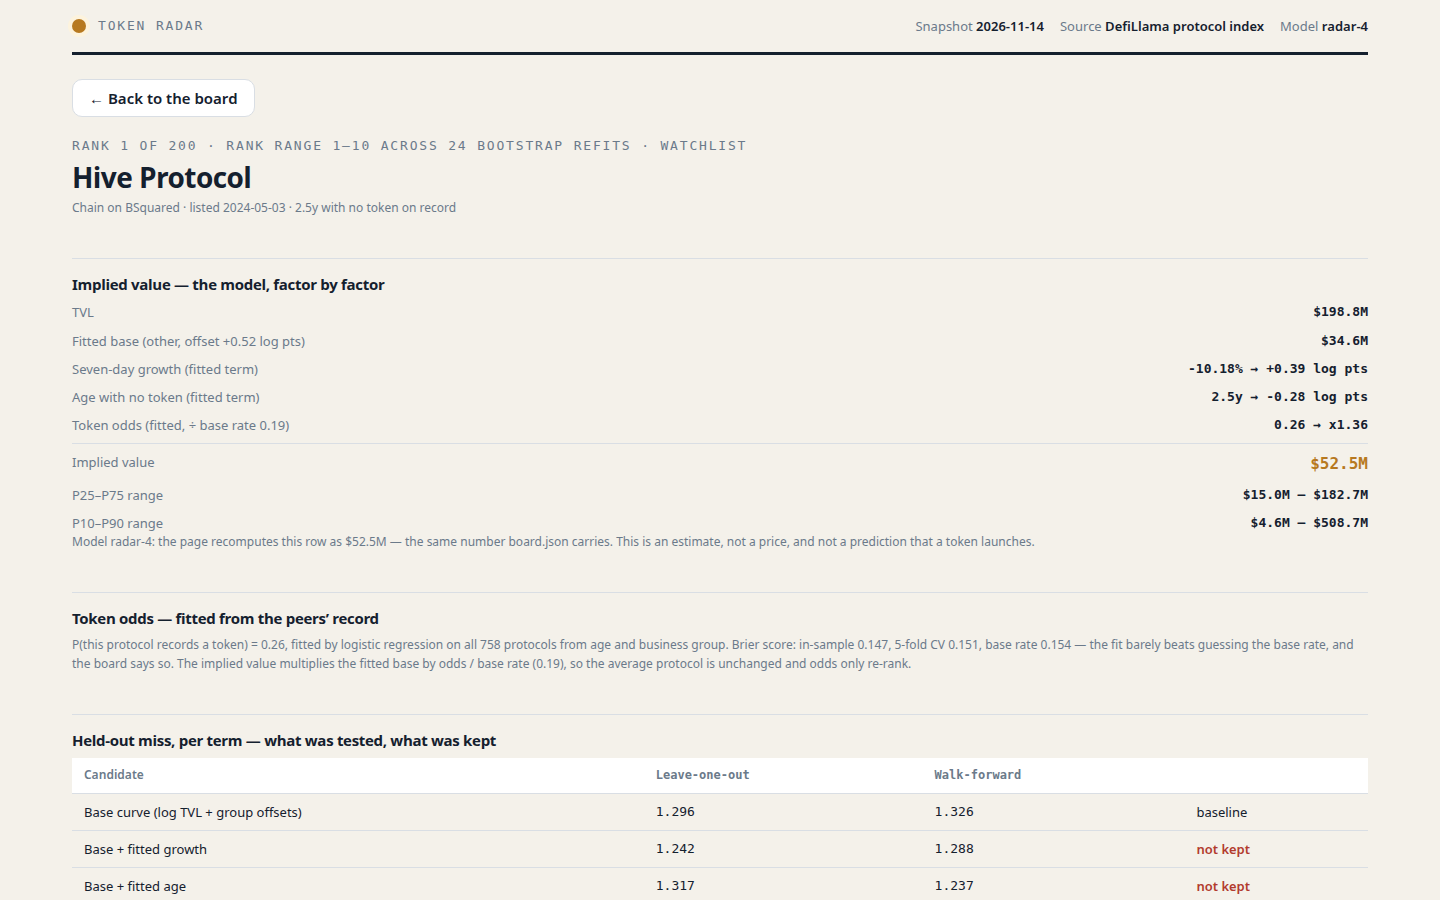 TOKEN RADAR
Snapshot 2026-11-14 Source DefiLlama protocol index Model radar-4
← Back to the board
RANK 1 OF 200 · RANK RANGE 1–10 ACROSS 24 BOOTSTRAP REFITS · WATCHLIST
Hive Protocol
Chain on BSquared · listed 2024-05-03 · 2.5y with no token on record
Implied value — the model, factor by factor
TVL $198.8M
Fitted base (other, offset +0.52 log pts) $34.6M
Seven-day growth (fitted term) -10.18% → +0.39 log pts
Age with no token (fitted term) 2.5y → -0.28 log pts
Token odds (fitted, ÷ base rate 0.19) 0.26 → x1.36
Implied value $52.5M
P25–P75 range $15.0M — $182.7M
P10–P90 range $4.6M — $508.7M
Model radar-4: the page recomputes this row as $52.5M — the same number board.json carries. This is an estimate, not a price, and not a prediction that a token launches.
Token odds — fitted from the peers’ record
P(this protocol records a token) = 0.26, fitted by logistic regression on all 758 protocols from age and business group. Brier score: in-sample 0.147, 5-fold CV 0.151, base rate 0.154 — the fit barely beats guessing the base rate, and
the board says so. The implied value multiplies the fitted base by odds / base rate (0.19), so the average protocol is unchanged and odds only re-rank.
Held-out miss, per term — what was tested, what was kept
Candidate Leave-one-out Walk-forward
Base curve (log TVL + group offsets) 1.296 1.326 baseline
Base + fitted growth 1.242 1.288 not kept
Base + fitted age 1.317 1.237 not kept